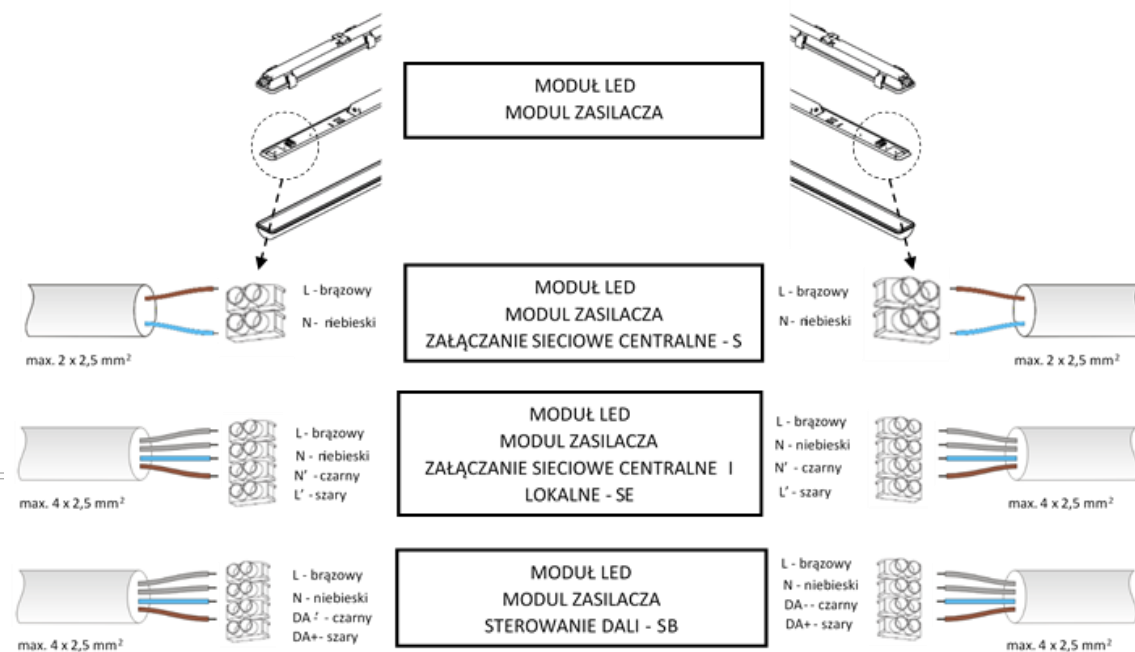 MODUŁ LED
MODUL ZASILACZA
L - brązowy
N - niebieski
max. 2 x 2,5 mm²
MODUŁ LED
MODUL ZASILACZA
ZAŁĄCZANIE SIECIOWE CENTRALNE - S
L - brązowy
N - niebieski
max. 2 x 2,5 mm²
L - brązowy
N - niebieski
N' - czarny
L' - szary
max. 4 x 2,5 mm²
MODUŁ LED
MODUL ZASILACZA
ZAŁĄCZANIE SIECIOWE CENTRALNE I
LOKALNE - SE
L - brązowy
N - niebieski
N' - czarny
L' - szary
max. 4 x 2,5 mm²
L - brązowy
N - niebieski
DA - - czarny
DA+ - szary
max. 4 x 2,5 mm²
MODUŁ LED
MODUL ZASILACZA
STEROWANIE DALI - SB
L - brązowy
N - niebieski
DA- - czarny
DA+ - szary
max. 4 x 2,5 mm²